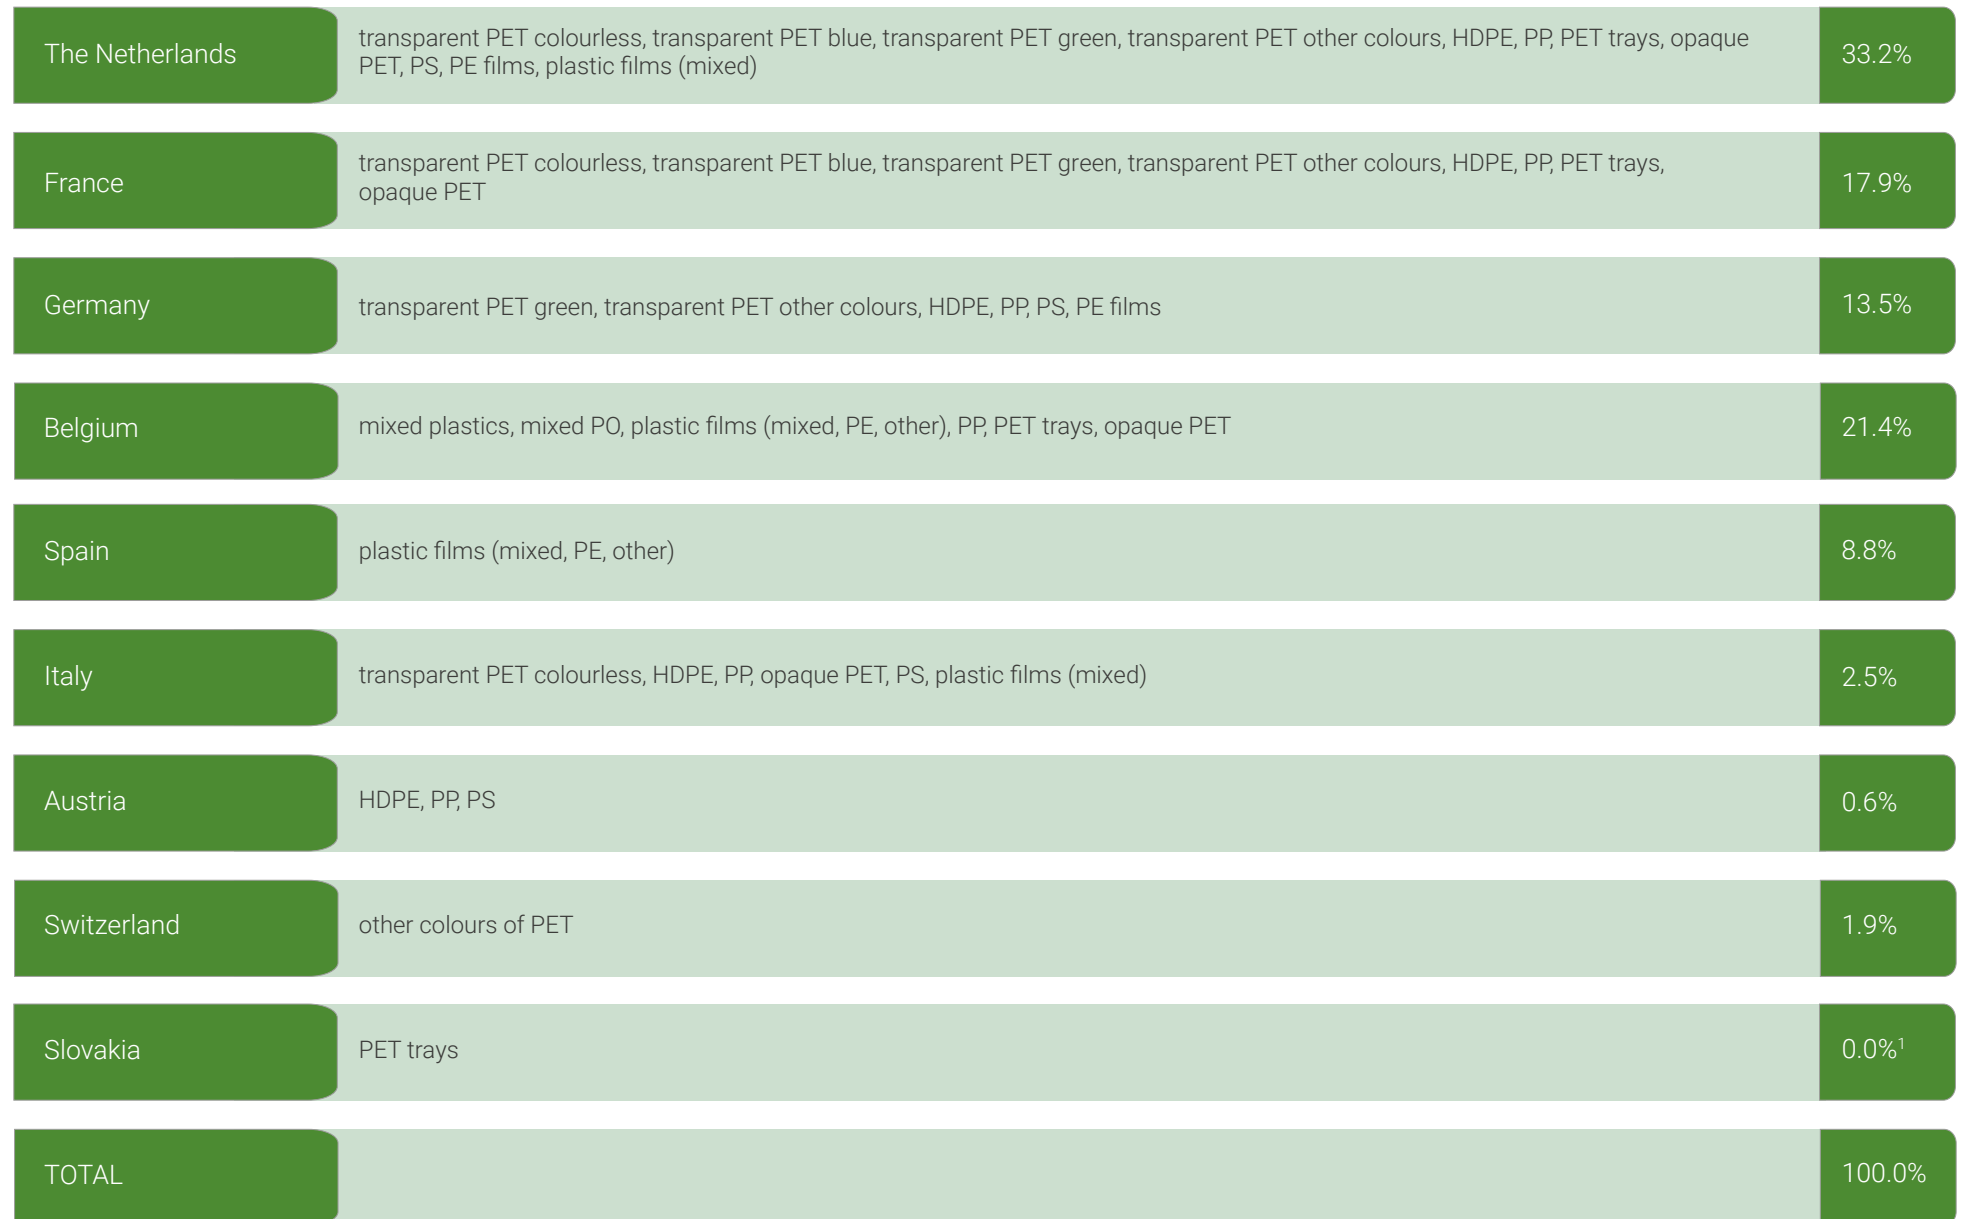 The Netherlands
transparent PET colourless, transparent PET blue, transparent PET green, transparent PET other colours, HDPE, PP, PET trays, opaque
PET, PS, PE films, plastic films (mixed)
33.2%
France
transparent PET colourless, transparent PET blue, transparent PET green, transparent PET other colours, HDPE, PP, PET trays,
opaque PET
17.9%
Germany
transparent PET green, transparent PET other colours, HDPE, PP, PS, PE films
13.5%
Belgium
mixed plastics, mixed PO, plastic films (mixed, PE, other), PP, PET trays, opaque PET
21.4%
Spain
plastic films (mixed, PE, other)
8.8%
Italy
transparent PET colourless, HDPE, PP, opaque PET, PS, plastic films (mixed)
2.5%
Austria
HDPE, PP, PS
0.6%
Switzerland
other colours of PET
1.9%
Slovakia
PET trays
0.0%¹
TOTAL
100.0%